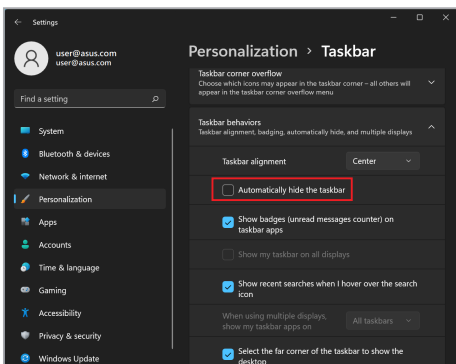 Settings
user@asus.com
user@asus.com
Find a setting
System
Bluetooth & devices
Network & internet
Personalization
Apps
Accounts
Time & language
Gaming
Accessibility
Privacy & security
Windows Update
Personalization > Taskbar
Taskbar corner overflow
Choose which icons may appear in the taskbar corner – all others will
appear in the taskbar corner overflow menu
Taskbar behaviors
Taskbar alignment, badging, automatically hide, and multiple displays
Taskbar alignment
Center
Automatically hide the taskbar
Show badges (unread messages counter) on
taskbar apps
Show my taskbar on all displays
Show recent searches when I hover over the search
icon
When using multiple displays,
show my taskbar apps on
All taskbars
Select the far corner of the taskbar to show the
desktop